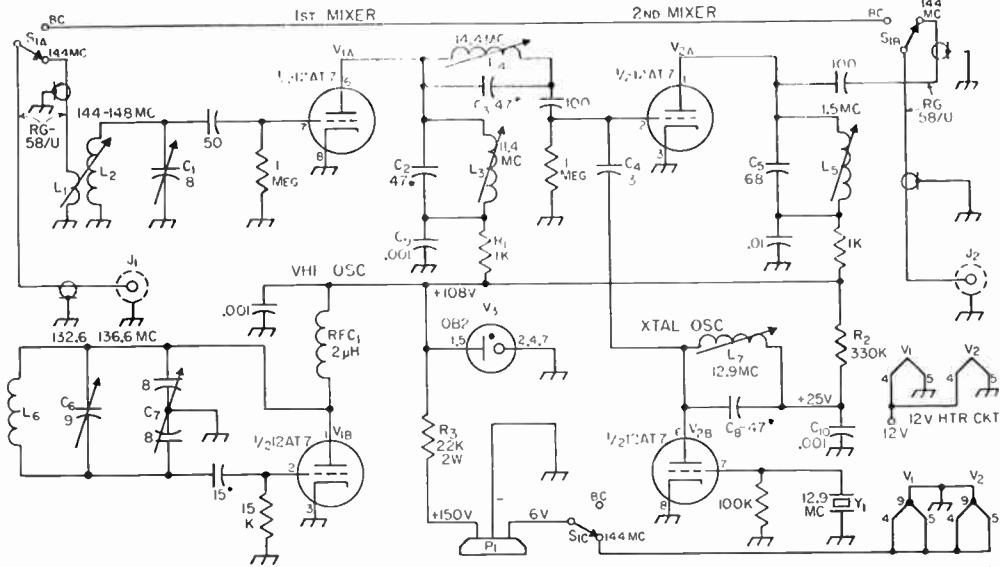 1ST MIXER
2ND MIXER
BC
S1A
144MC
RG-58/U
144-148MC
L1
L2
C1
8
50
1 MEG
V1A
1/2-12AT7
6
7
8
14.4MC
L4
C3-47*
100
C2
47*
11.4 MC
L3
1 MEG
C9
.001
R1
1K
V2A
1/2-12AT7
1
2
3
C4
3
100
1.5MC
C5
68
L5
.01
1K
BC
144 MC
S1B
RG 58/U
J1
J2
VHF OSC
+108V
.001
RFC1
2μH
132.6 136.6 MC
L6
C6
9
8
C7
8
15*
15 K
1/2-12AT7
V1B
1
2
3
OB2
V3
1,5
2,4,7
R3
22K
2W
+150V
P1
6V
S1C
BC
144MC
XTAL OSC
L7
12.9MC
C8-47*
+25V
R2
330K
C10
.001
1/2-12AT7
V2B
6
7
8
100K
12.9 MC
Y1
V1
V2
4
5
4
5
12V
12V HTR CKT
V1
V2
9
9
4
5
4
5